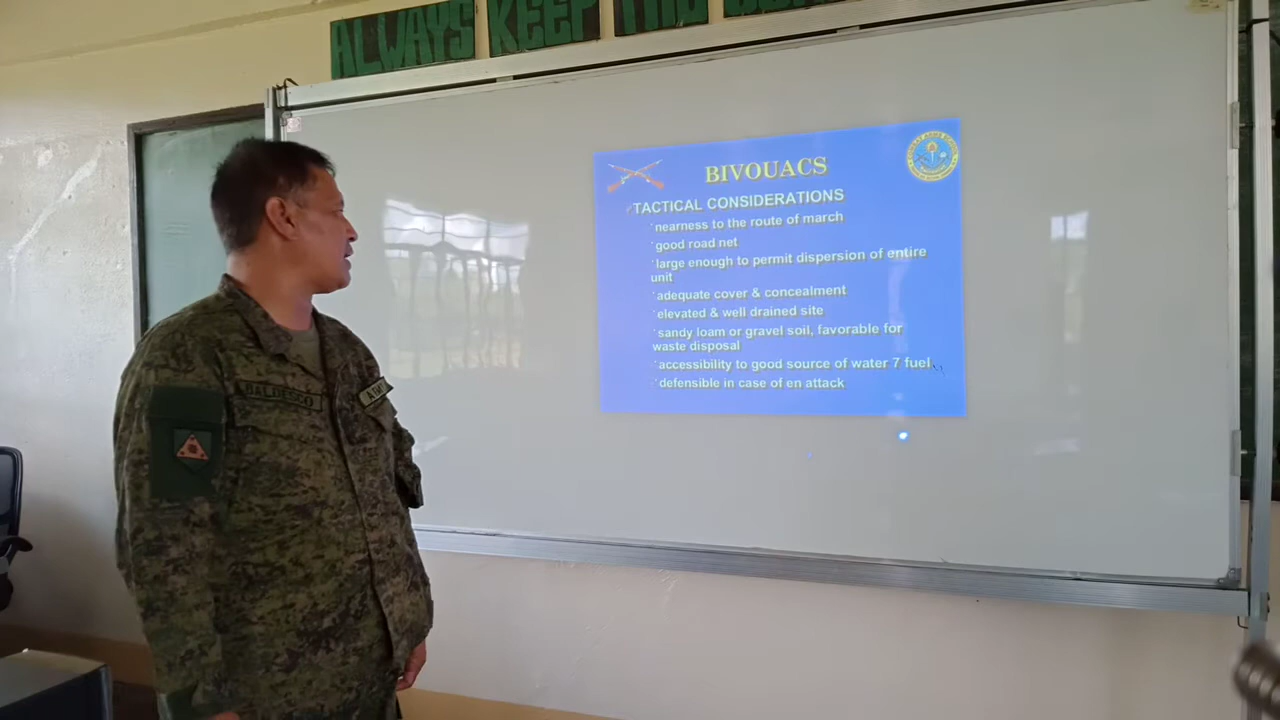 ALWAYS KEEP THE
BIVOUACS
TACTICAL CONSIDERATIONS
nearness to the route of march
good road net
large enough to permit dispersion of entire
unit
adequate cover & concealment
elevated & well drained site
sandy loam or gravel soil, favorable for
waste disposal
accessibility to good source of water 7 fuel
defensible in case of en attack
BALDESCO